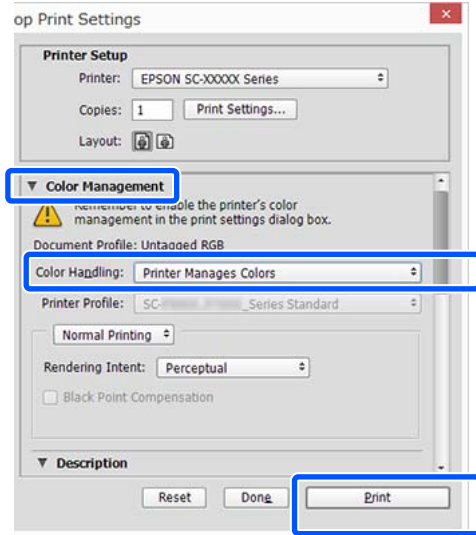 op Print Settings
Printer Setup
Printer: EPSON SC-XXXXX Series
Copies: 1 Print Settings...
Layout:
Color Management
Remember to enable the printer's color
management in the print settings dialog box.
Document Profile: Untagged RGB
Color Handling: Printer Manages Colors
Printer Profile: SC- _Series Standard
Normal Printing
Rendering Intent: Perceptual
Black Point Compensation
Description
Reset Done Print